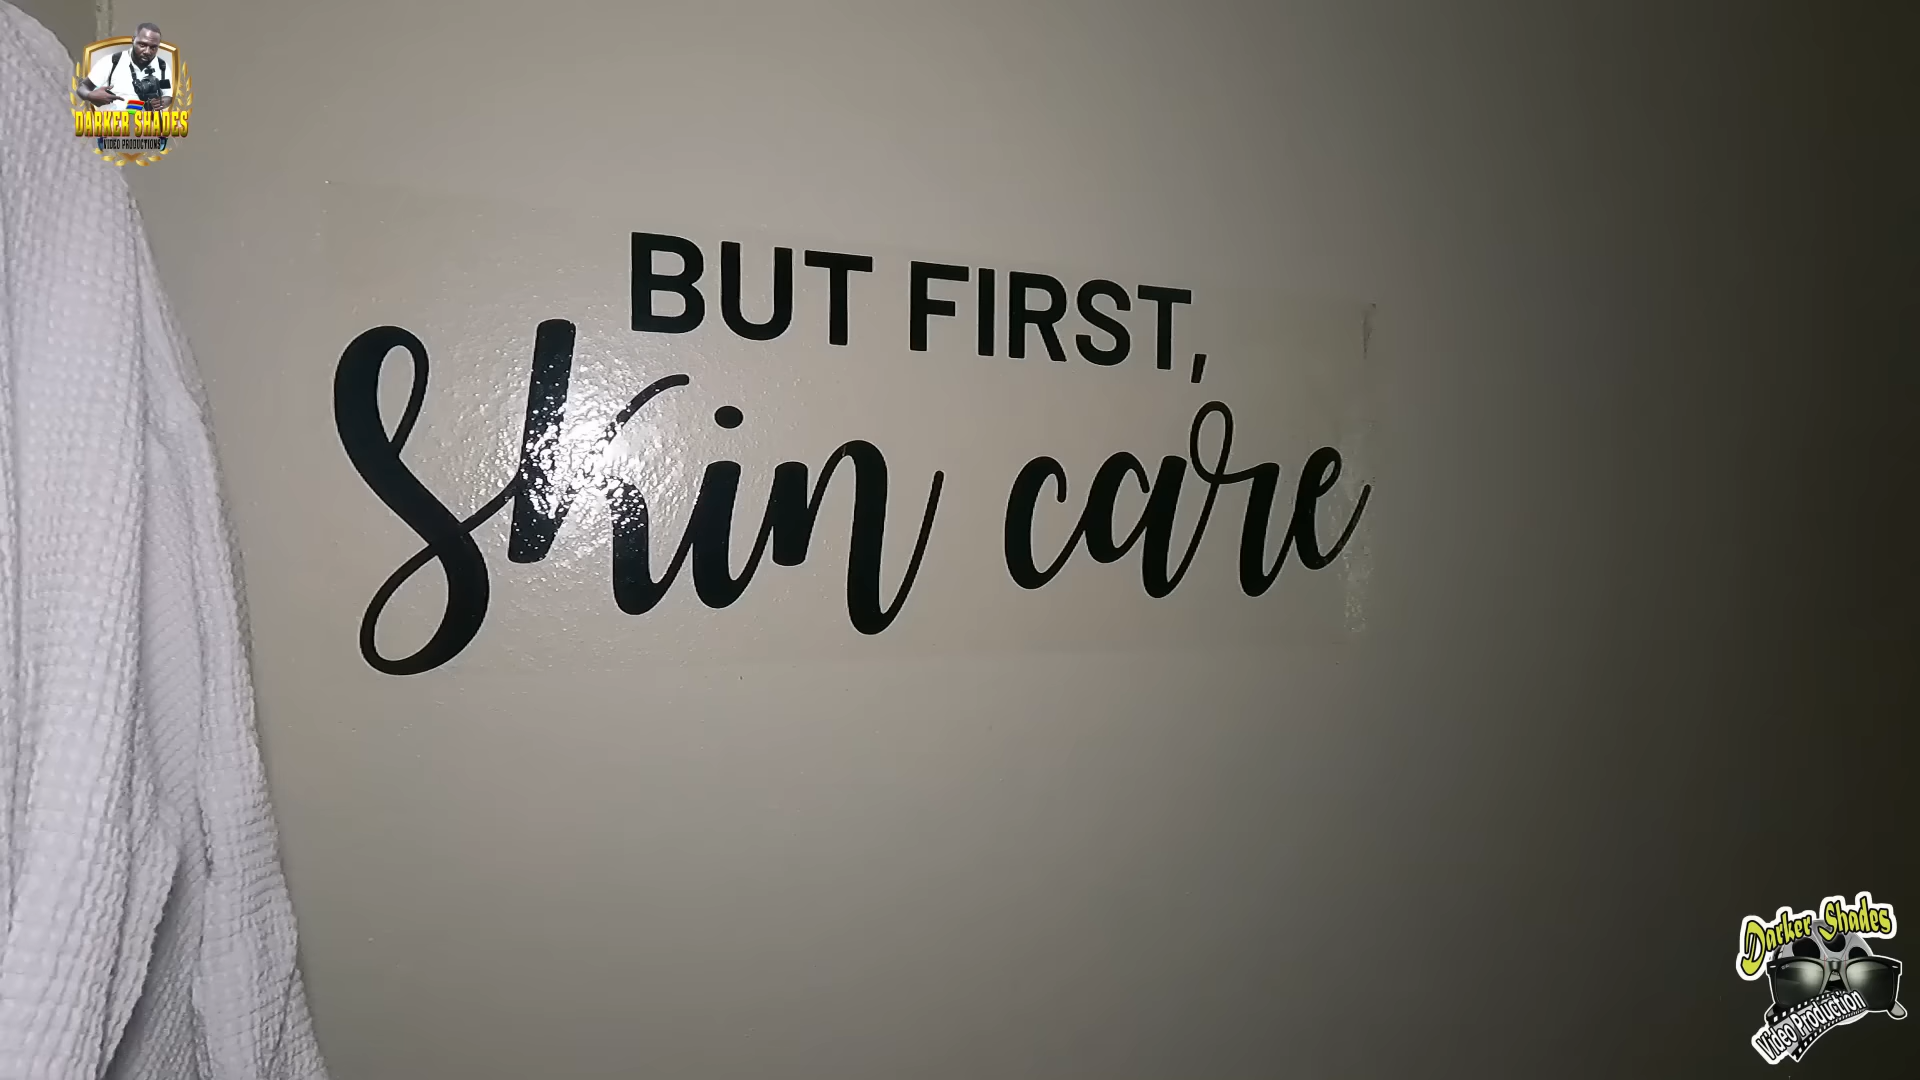 DARKER SHADES
VIDEO PRODUCTIONS
BUT FIRST,
Skin care
Darker Shades
Video Production